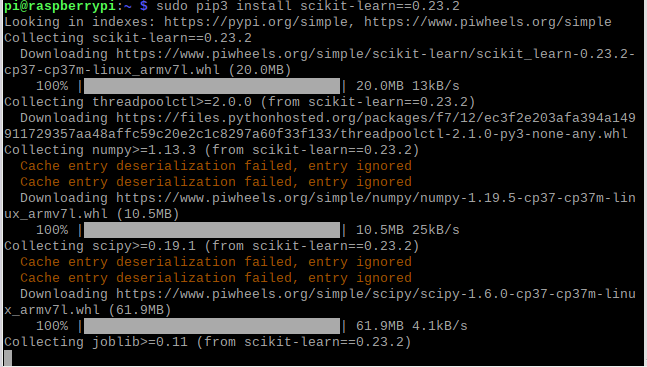 pi@raspberrypi:~ $ sudo pip3 install scikit-learn==0.23.2
Looking in indexes: https://pypi.org/simple, https://www.piwheels.org/simple
Collecting scikit-learn==0.23.2
  Downloading https://www.piwheels.org/simple/scikit-learn/scikit_learn-0.23.2-
cp37-cp37m-linux_armv7l.whl (20.0MB)
    100% |████████████████████████████████| 20.0MB 13kB/s
Collecting threadpoolctl>=2.0.0 (from scikit-learn==0.23.2)
  Downloading https://files.pythonhosted.org/packages/f7/12/ec3f2e203afa394a149
911729357aa48affc59c20e2c1c8297a60f33f133/threadpoolctl-2.1.0-py3-none-any.whl
Collecting numpy>=1.13.3 (from scikit-learn==0.23.2)
  Cache entry deserialization failed, entry ignored
  Cache entry deserialization failed, entry ignored
  Downloading https://www.piwheels.org/simple/numpy/numpy-1.19.5-cp37-cp37m-lin
ux_armv7l.whl (10.5MB)
    100% |████████████████████████████████| 10.5MB 25kB/s
Collecting scipy>=0.19.1 (from scikit-learn==0.23.2)
  Cache entry deserialization failed, entry ignored
  Cache entry deserialization failed, entry ignored
  Downloading https://www.piwheels.org/simple/scipy/scipy-1.6.0-cp37-cp37m-linu
x_armv7l.whl (61.9MB)
    100% |████████████████████████████████| 61.9MB 4.1kB/s
Collecting joblib>=0.11 (from scikit-learn==0.23.2)